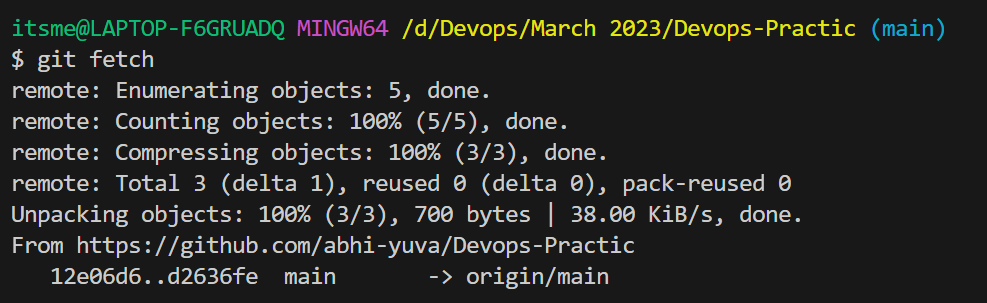 itsme@LAPTOP-F6GRUADQ MINGW64 /d/Devops/March 2023/Devops-Practic (main)
$ git fetch
remote: Enumerating objects: 5, done.
remote: Counting objects: 100% (5/5), done.
remote: Compressing objects: 100% (3/3), done.
remote: Total 3 (delta 1), reused 0 (delta 0), pack-reused 0
Unpacking objects: 100% (3/3), 700 bytes | 38.00 KiB/s, done.
From https://github.com/abhi-yuva/Devops-Practic
   12e06d6..d2636fe  main       -> origin/main